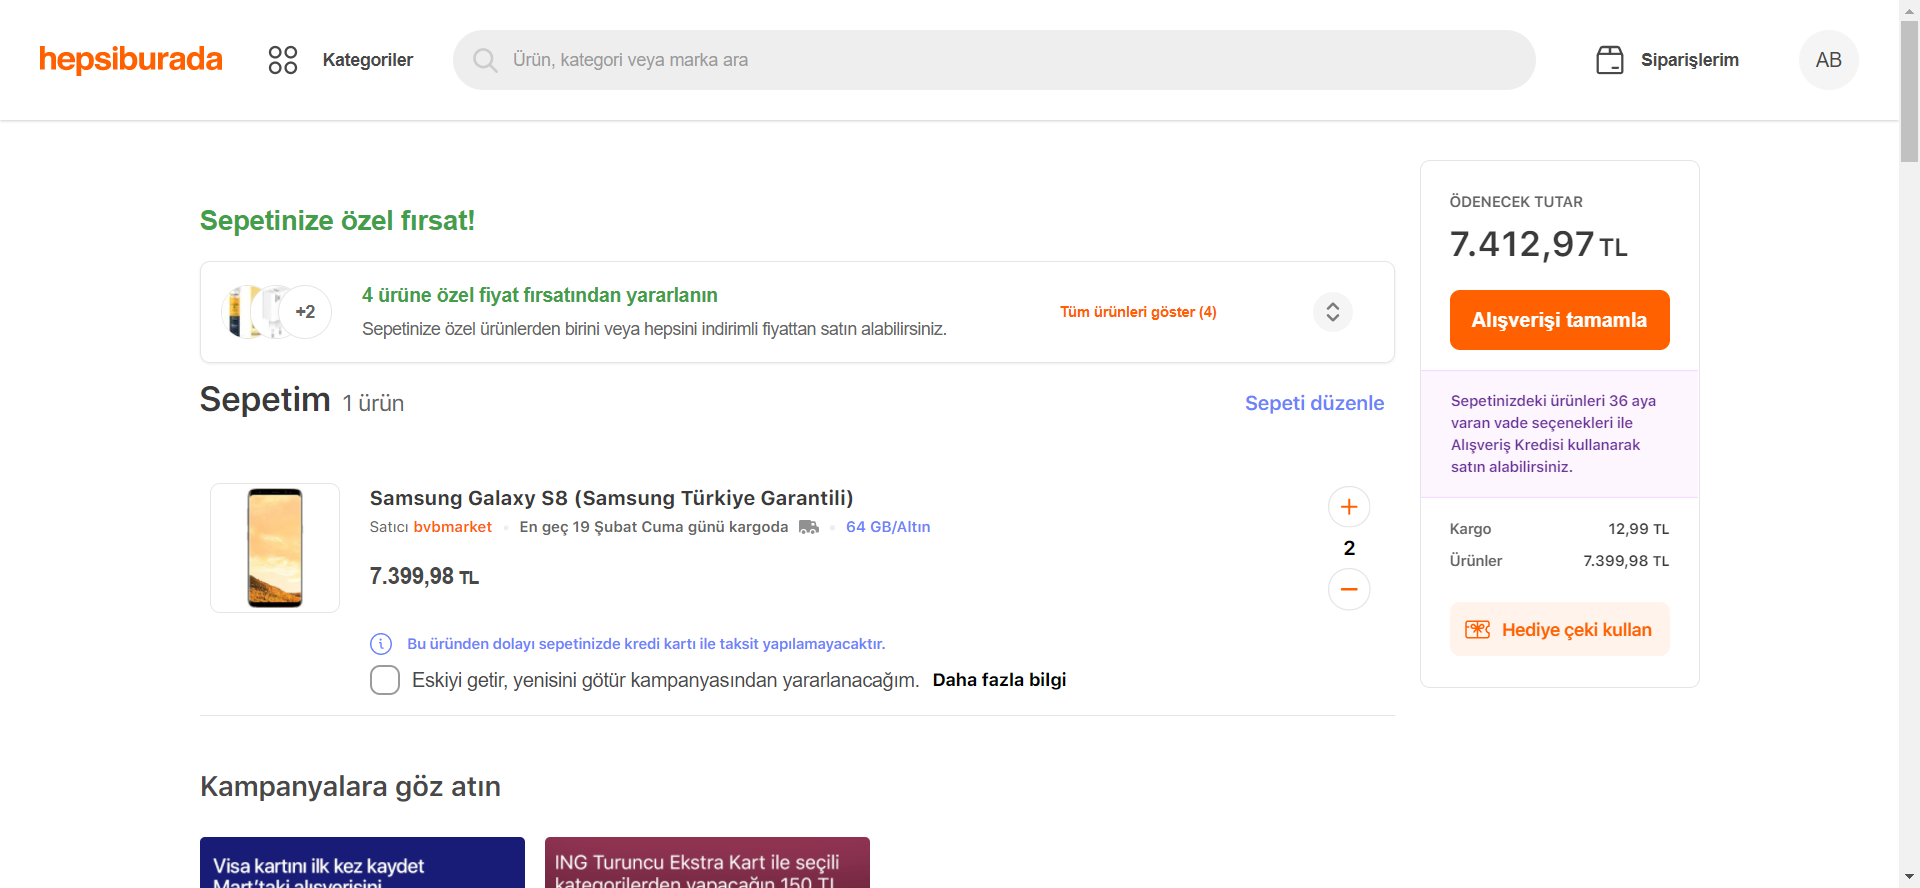 hepsiburada
Kategoriler
Ürün, kategori veya marka ara
Siparişlerim
AB
Sepetinize özel fırsat!
+2
4 ürüne özel fiyat fırsatından yararlanın
Sepetinize özel ürünlerden birini veya hepsini indirimli fiyattan satın alabilirsiniz.
Tüm ürünleri göster (4)
Sepetim 1 ürün
Sepeti düzenle
Samsung Galaxy S8 (Samsung Türkiye Garantili)
Satıcı bvbmarket En geç 19 Şubat Cuma günü kargoda 64 GB/Altın
7.399,98 TL
2
Bu üründen dolayı sepetinizde kredi kartı ile taksit yapılamayacaktır.
Eskiyi getir, yenisini götür kampanyasından yararlanacağım. Daha fazla bilgi
ÖDENECEK TUTAR
7.412,97 TL
Alışverişi tamamla
Sepetinizdeki ürünleri 36 aya
varan vade seçenekleri ile
Alışveriş Kredisi kullanarak
satın alabilirsiniz.
Kargo 12,99 TL
Ürünler 7.399,98 TL
Hediye çeki kullan
Kampanyalara göz atın
Visa kartını ilk kez kaydet
Mart'taki alışverişini
ING Turuncu Ekstra Kart ile seçili
kategorilerden yapacağın 150 TL